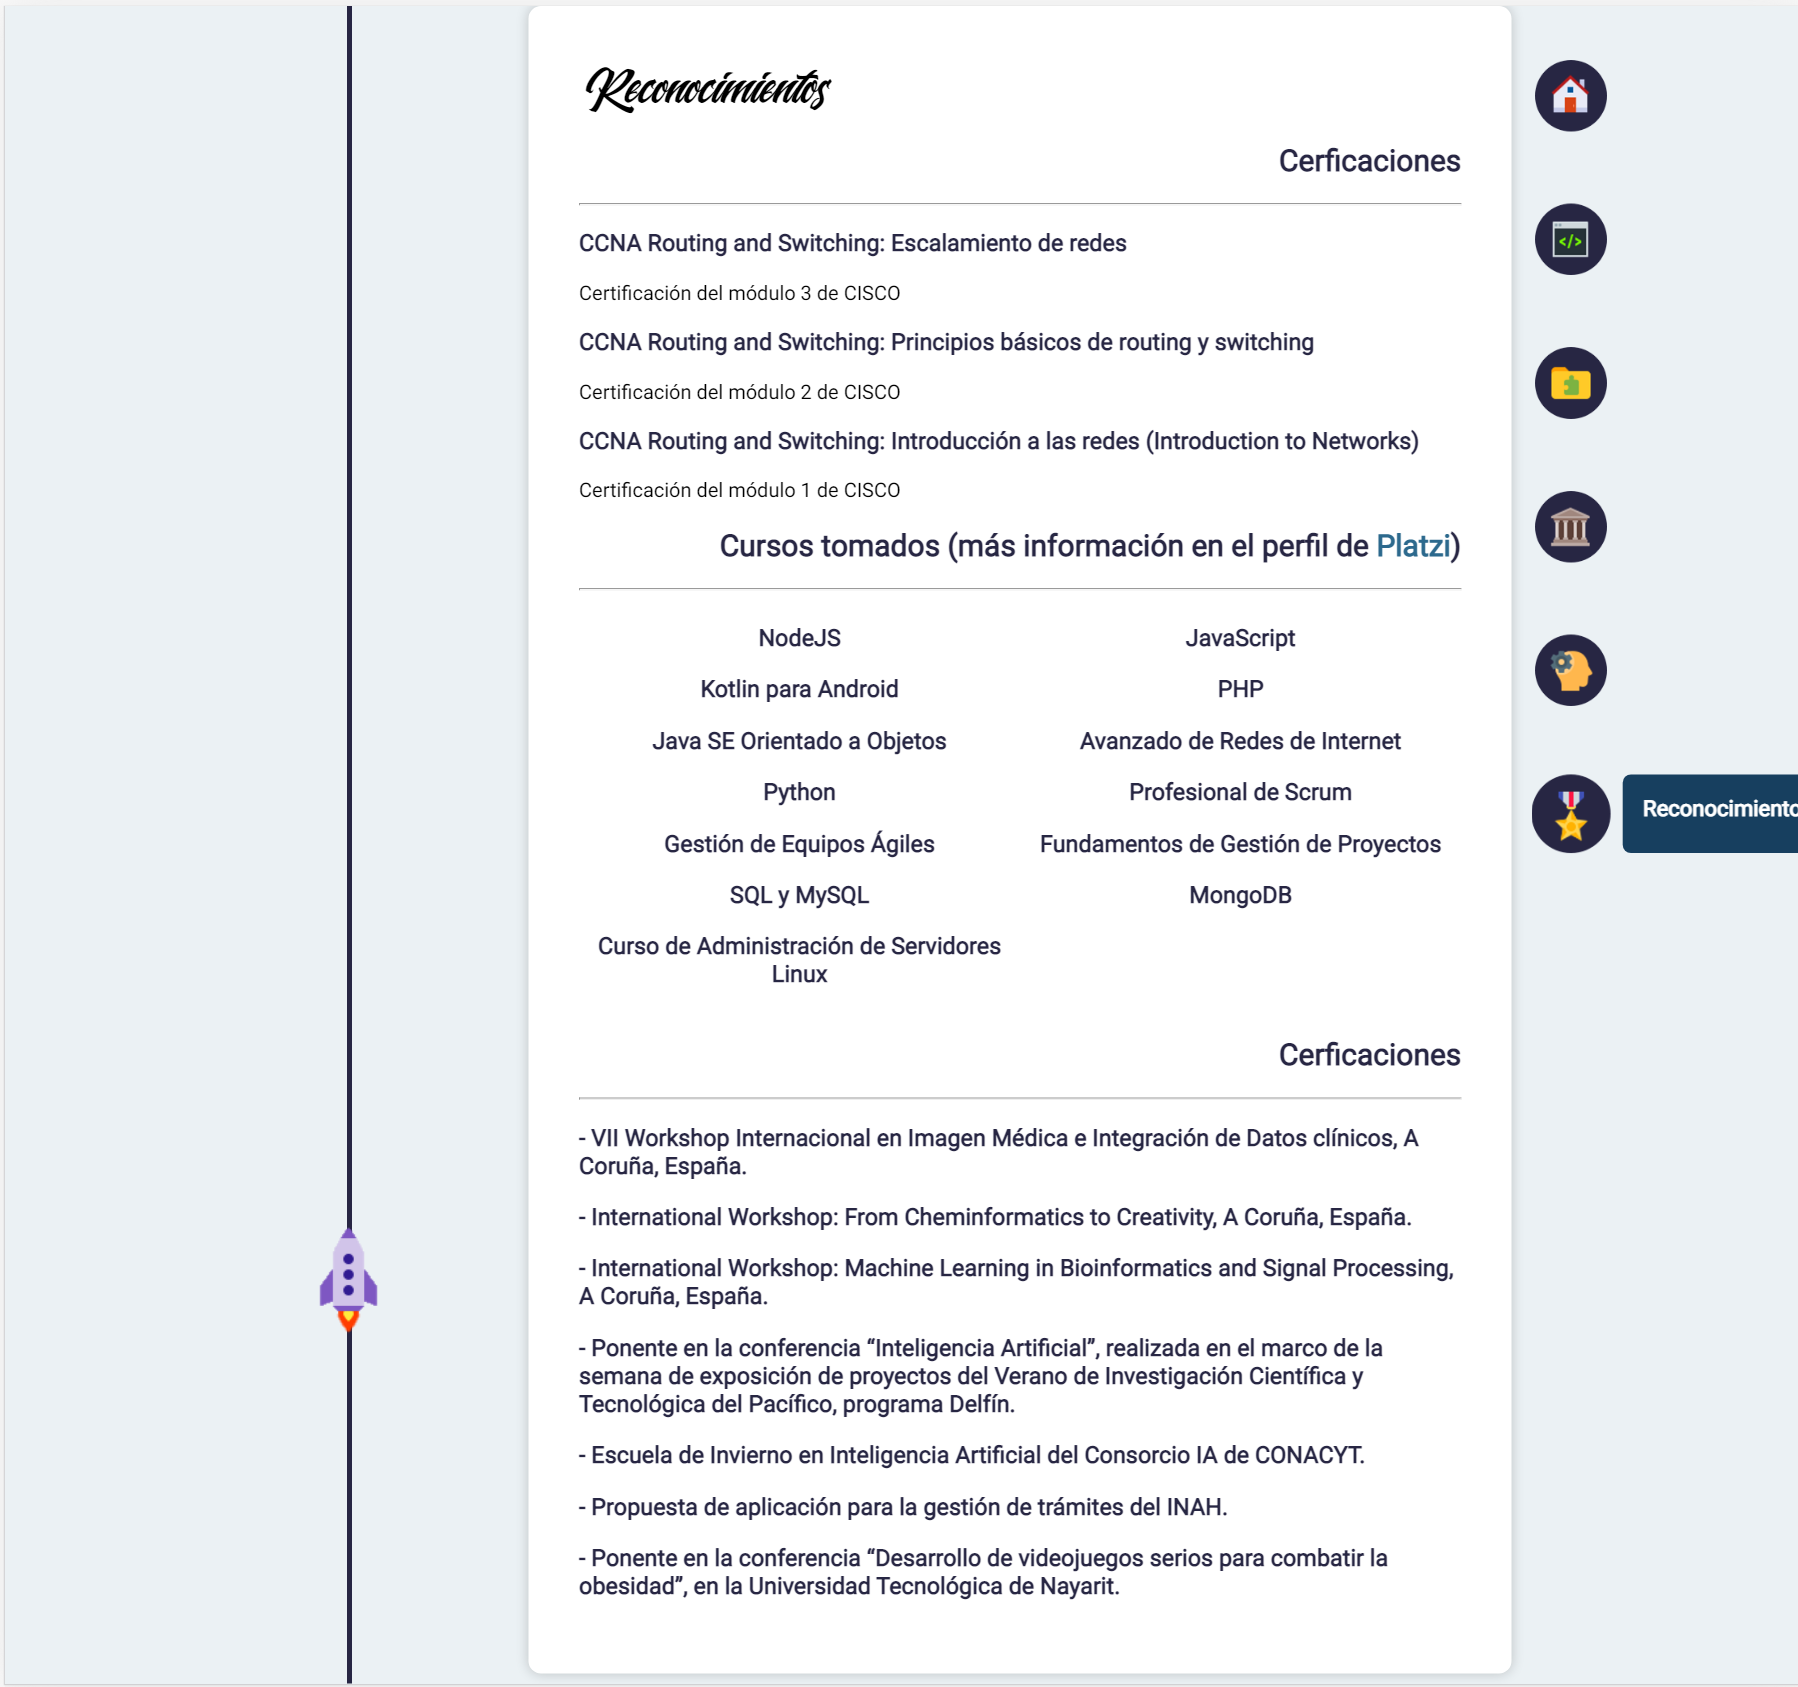 Reconocimientos
Cerficaciones
CCNA Routing and Switching: Escalamiento de redes
Certificación del módulo 3 de CISCO
CCNA Routing and Switching: Principios básicos de routing y switching
Certificación del módulo 2 de CISCO
CCNA Routing and Switching: Introducción a las redes (Introduction to Networks)
Certificación del módulo 1 de CISCO
Cursos tomados (más información en el perfil de Platzi)
NodeJS
JavaScript
Kotlin para Android
PHP
Java SE Orientado a Objetos
Avanzado de Redes de Internet
Python
Profesional de Scrum
Gestión de Equipos Ágiles
Fundamentos de Gestión de Proyectos
SQL y MySQL
MongoDB
Curso de Administración de Servidores
Linux
Cerficaciones
- VII Workshop Internacional en Imagen Médica e Integración de Datos clínicos, A
Coruña, España.
- International Workshop: From Cheminformatics to Creativity, A Coruña, España.
- International Workshop: Machine Learning in Bioinformatics and Signal Processing,
A Coruña, España.
- Ponente en la conferencia “Inteligencia Artificial”, realizada en el marco de la
semana de exposición de proyectos del Verano de Investigación Científica y
Tecnológica del Pacífico, programa Delfín.
- Escuela de Invierno en Inteligencia Artificial del Consorcio IA de CONACYT.
- Propuesta de aplicación para la gestión de trámites del INAH.
- Ponente en la conferencia “Desarrollo de videojuegos serios para combatir la
obesidad”, en la Universidad Tecnológica de Nayarit.
</>
Reconocimiento